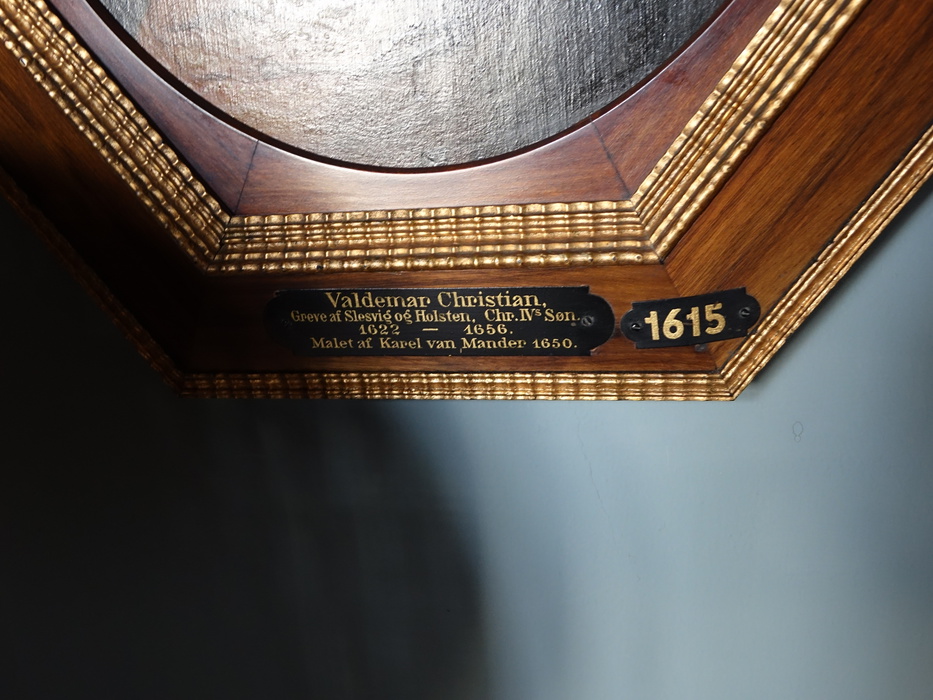 Valdemar Christian,
Greve af Slesvig og Holsten, Chr. IVs Søn.
1622 — 1656.
Malet af Karel van Mander 1650.
1615